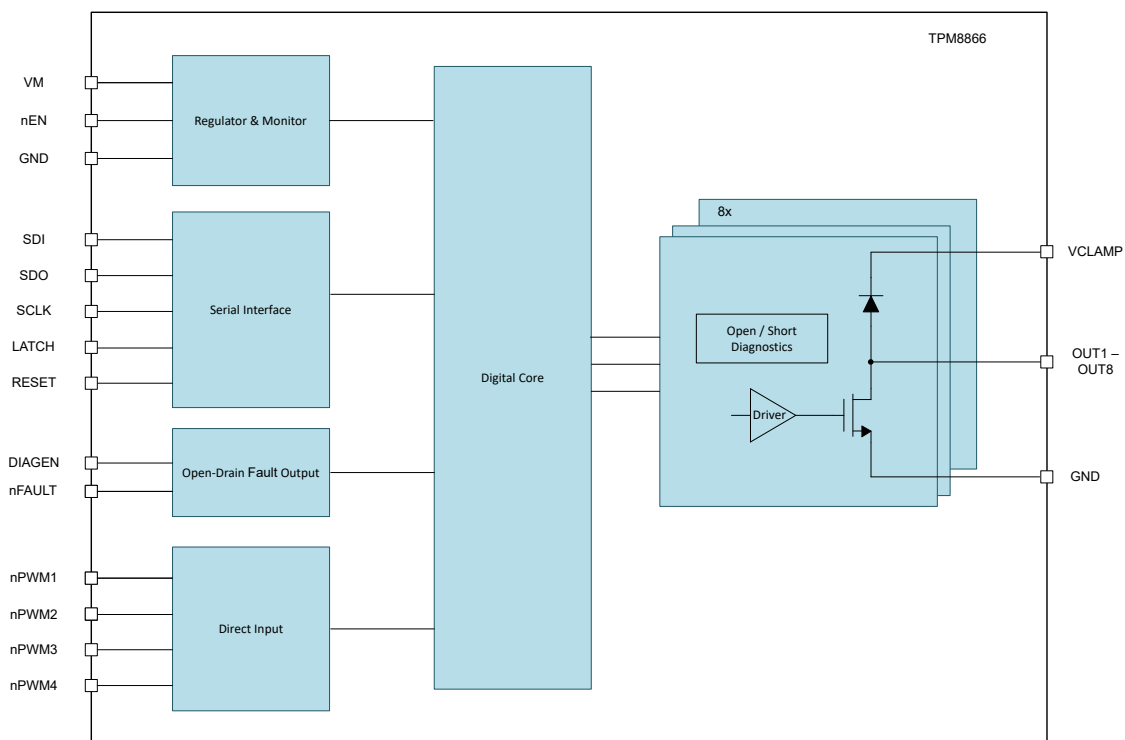 TPM8866
VM
nEN
GND
Regulator & Monitor
SDI
SDO
SCLK
LATCH
RESET
Serial Interface
DIAGEN
nFAULT
Open-Drain Fault Output
nPWM1
nPWM2
nPWM3
nPWM4
Direct Input
Digital Core
8x
Open / Short
Diagnostics
Driver
VCLAMP
OUT1 –
OUT8
GND